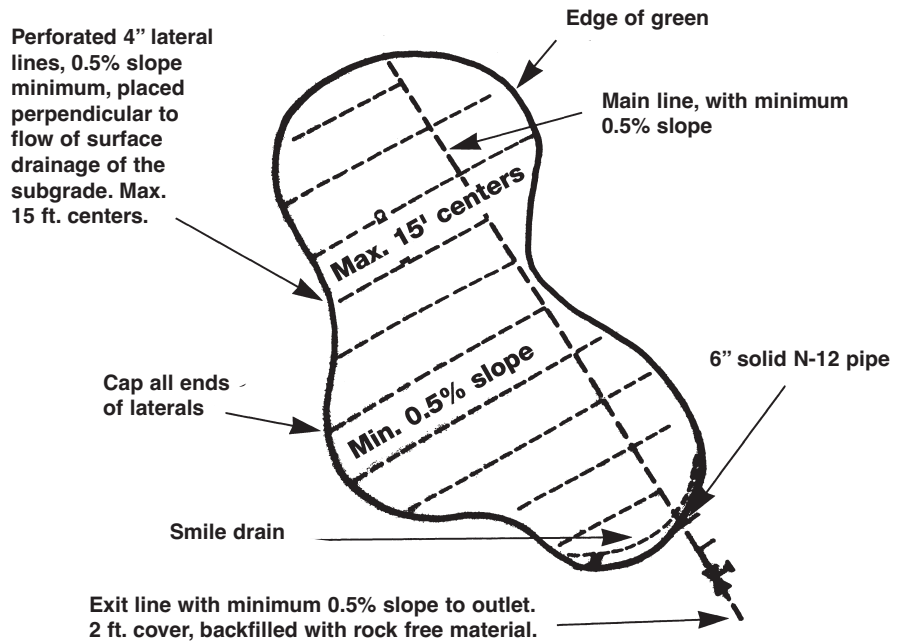 Edge of green
Perforated 4” lateral
lines, 0.5% slope
minimum, placed
perpendicular to
flow of surface
drainage of the
subgrade. Max.
15 ft. centers.
Main line, with minimum
0.5% slope
Max. 15' centers
6” solid N-12 pipe
Cap all ends
of laterals
Min. 0.5% slope
Smile drain
Exit line with minimum 0.5% slope to outlet.
2 ft. cover, backfilled with rock free material.